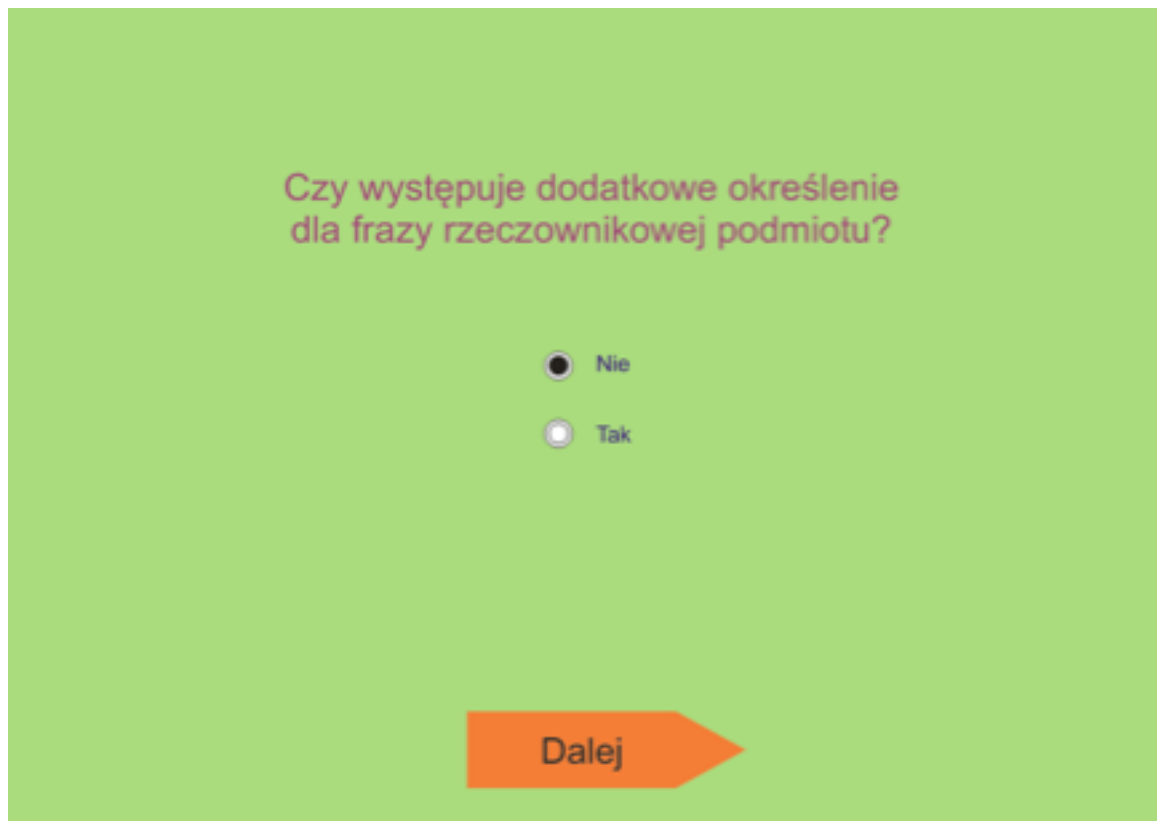 Czy występuje dodatkowe określenie
dla frazy rzeczownikowej podmiotu?
Nie
Tak
Dalej